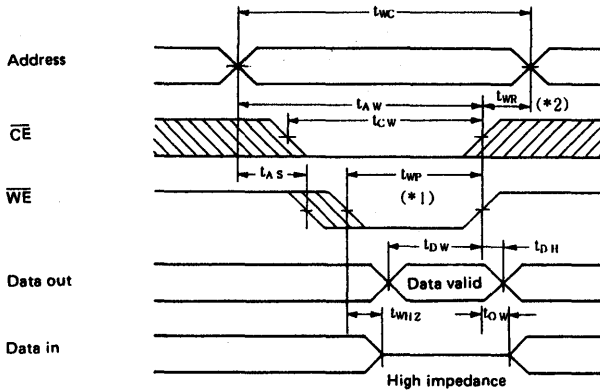 tWC
Address
tWR
tAW
(*2)
tCW
CE
tAS
tWP
WE
(*1)
tDW
tDH
Data out
Data valid
tWHZ
tOW
Data in
High impedance